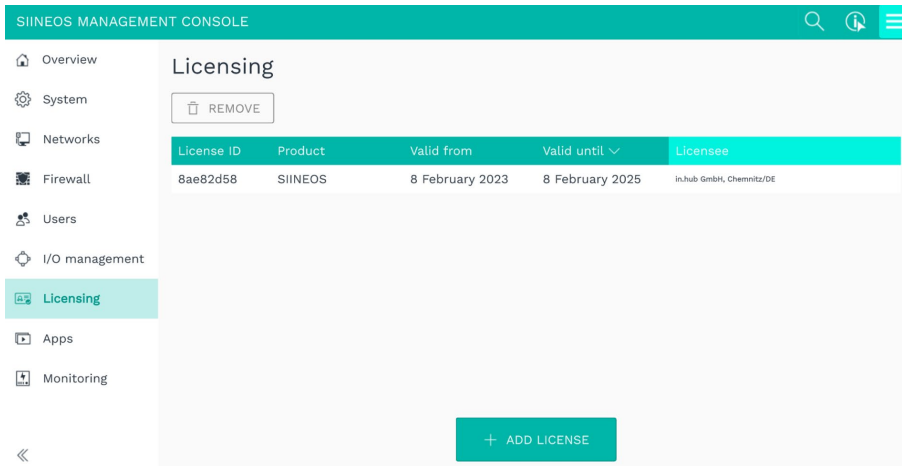 SIINEOS MANAGEMENT CONSOLE
Overview
System
Networks
Firewall
Users
I/O management
Licensing
Apps
Monitoring
Licensing
REMOVE
License ID Product Valid from Valid until Licensee
8ae82d58 SIINEOS 8 February 2023 8 February 2025 in.hub GmbH, Chemnitz/DE
+ ADD LICENSE